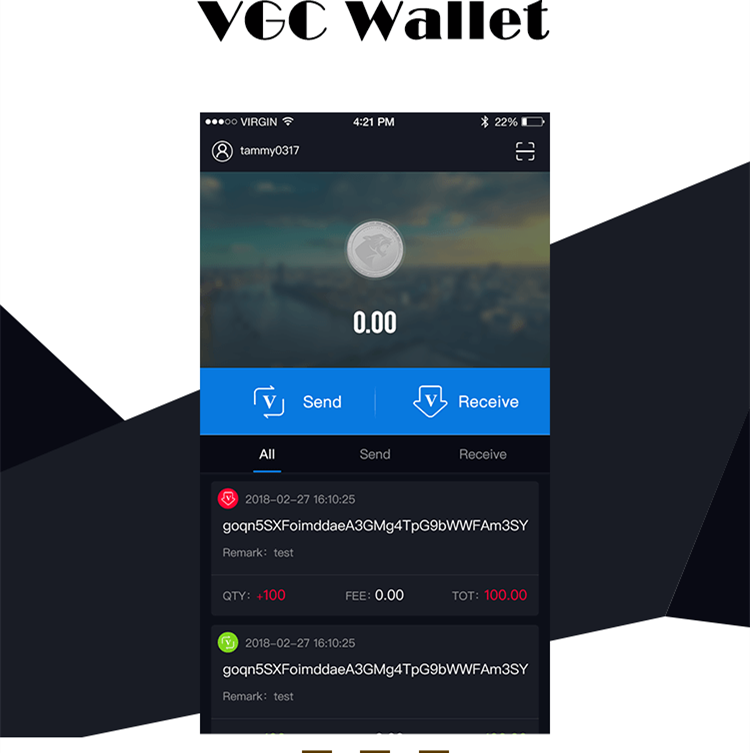 VGC Wallet
VIRGIN 4:21 PM 22%
tammy0317
0.00
V Send V Receive
All Send Receive
2018-02-27 16:10:25
goqn5SXFoimddaeA3GMg4TpG9bWWFAm3SY
Remark: test
QTY: +100 FEE: 0.00 TOT: 100.00
2018-02-27 16:10:25
goqn5SXFoimddaeA3GMg4TpG9bWWFAm3SY
Remark: test